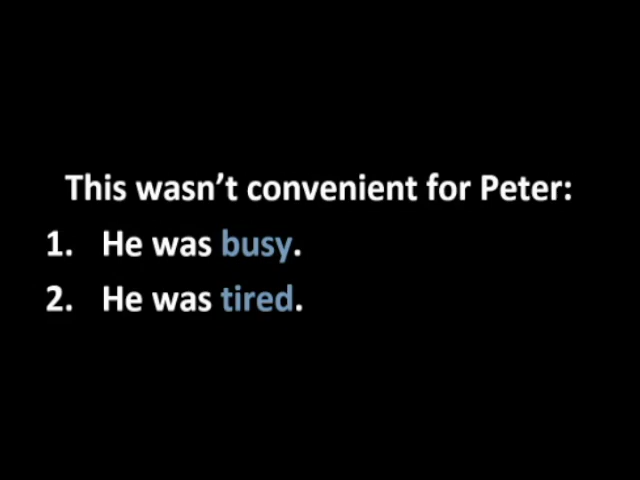 This wasn’t convenient for Peter:
1. He was busy.
2. He was tired.